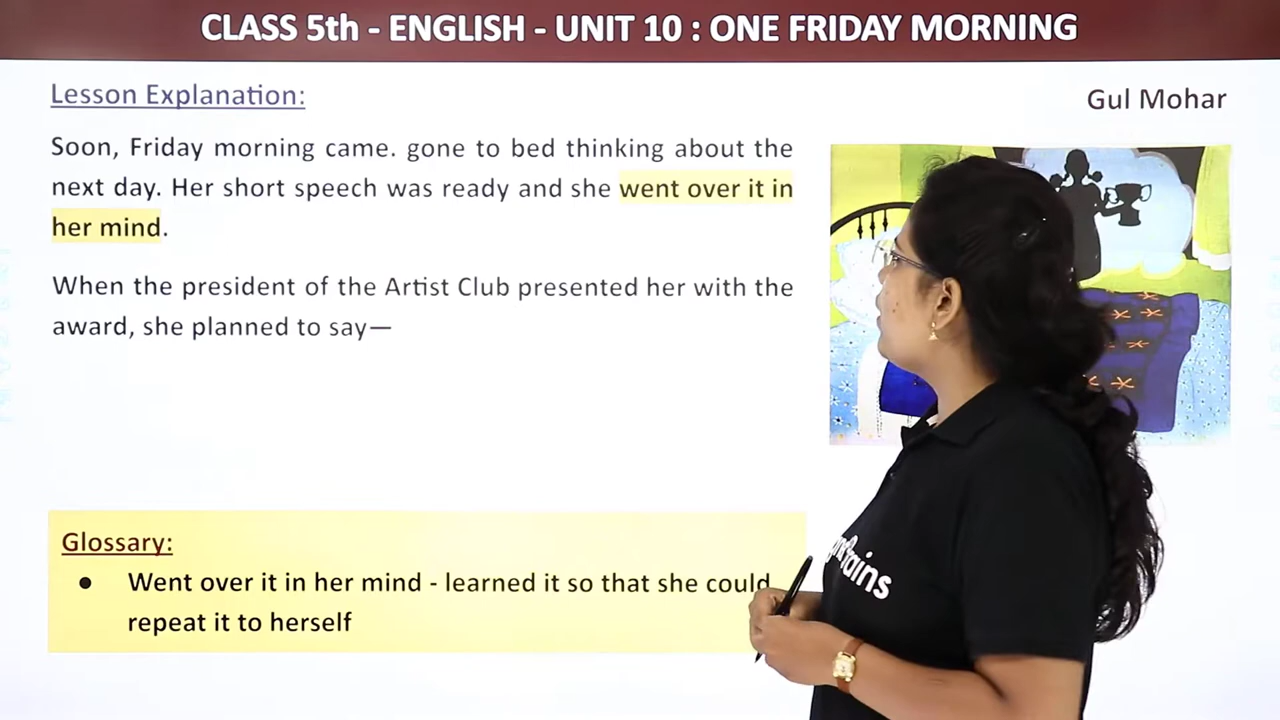 CLASS 5th - ENGLISH - UNIT 10 : ONE FRIDAY MORNING
Lesson Explanation:
Gul Mohar
Soon, Friday morning came. gone to bed thinking about the
next day. Her short speech was ready and she went over it in
her mind.
When the president of the Artist Club presented her with the
award, she planned to say—
Glossary:
● Went over it in her mind - learned it so that she could
repeat it to herself